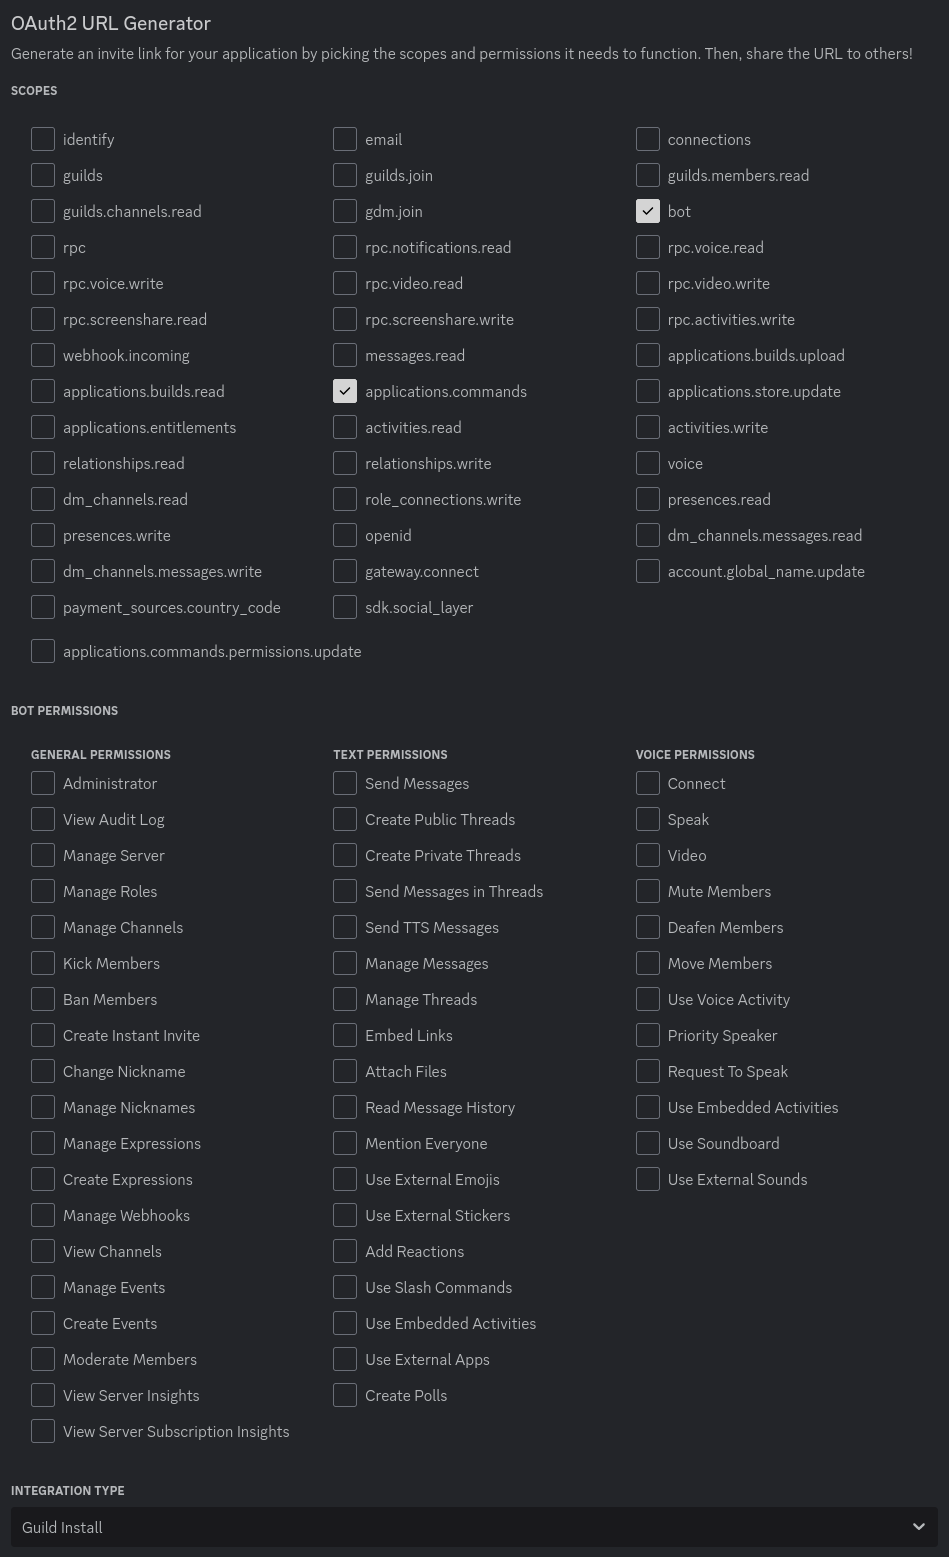 OAuth2 URL Generator
Generate an invite link for your application by picking the scopes and permissions it needs to function. Then, share the URL to others!
SCOPES
identify email connections
guilds guilds.join guilds.members.read
guilds.channels.read gdm.join bot
rpc rpc.notifications.read rpc.voice.read
rpc.voice.write rpc.video.read rpc.video.write
rpc.screenshare.read rpc.screenshare.write rpc.activities.write
webhook.incoming messages.read applications.builds.upload
applications.builds.read applications.commands applications.store.update
applications.entitlements activities.read activities.write
relationships.read relationships.write voice
dm_channels.read role_connections.write presences.read
presences.write openid dm_channels.messages.read
dm_channels.messages.write gateway.connect account.global_name.update
payment_sources.country_code sdk.social_layer
applications.commands.permissions.update
BOT PERMISSIONS
GENERAL PERMISSIONS
Administrator
View Audit Log
Manage Server
Manage Roles
Manage Channels
Kick Members
Ban Members
Create Instant Invite
Change Nickname
Manage Nicknames
Manage Expressions
Create Expressions
Manage Webhooks
View Channels
Manage Events
Create Events
Moderate Members
View Server Insights
View Server Subscription Insights
TEXT PERMISSIONS
Send Messages
Create Public Threads
Create Private Threads
Send Messages in Threads
Send TTS Messages
Manage Messages
Manage Threads
Embed Links
Attach Files
Read Message History
Mention Everyone
Use External Emojis
Use External Stickers
Add Reactions
Use Slash Commands
Use Embedded Activities
Use External Apps
Create Polls
VOICE PERMISSIONS
Connect
Speak
Video
Mute Members
Deafen Members
Move Members
Use Voice Activity
Priority Speaker
Request To Speak
Use Embedded Activities
Use Soundboard
Use External Sounds
INTEGRATION TYPE
Guild Install